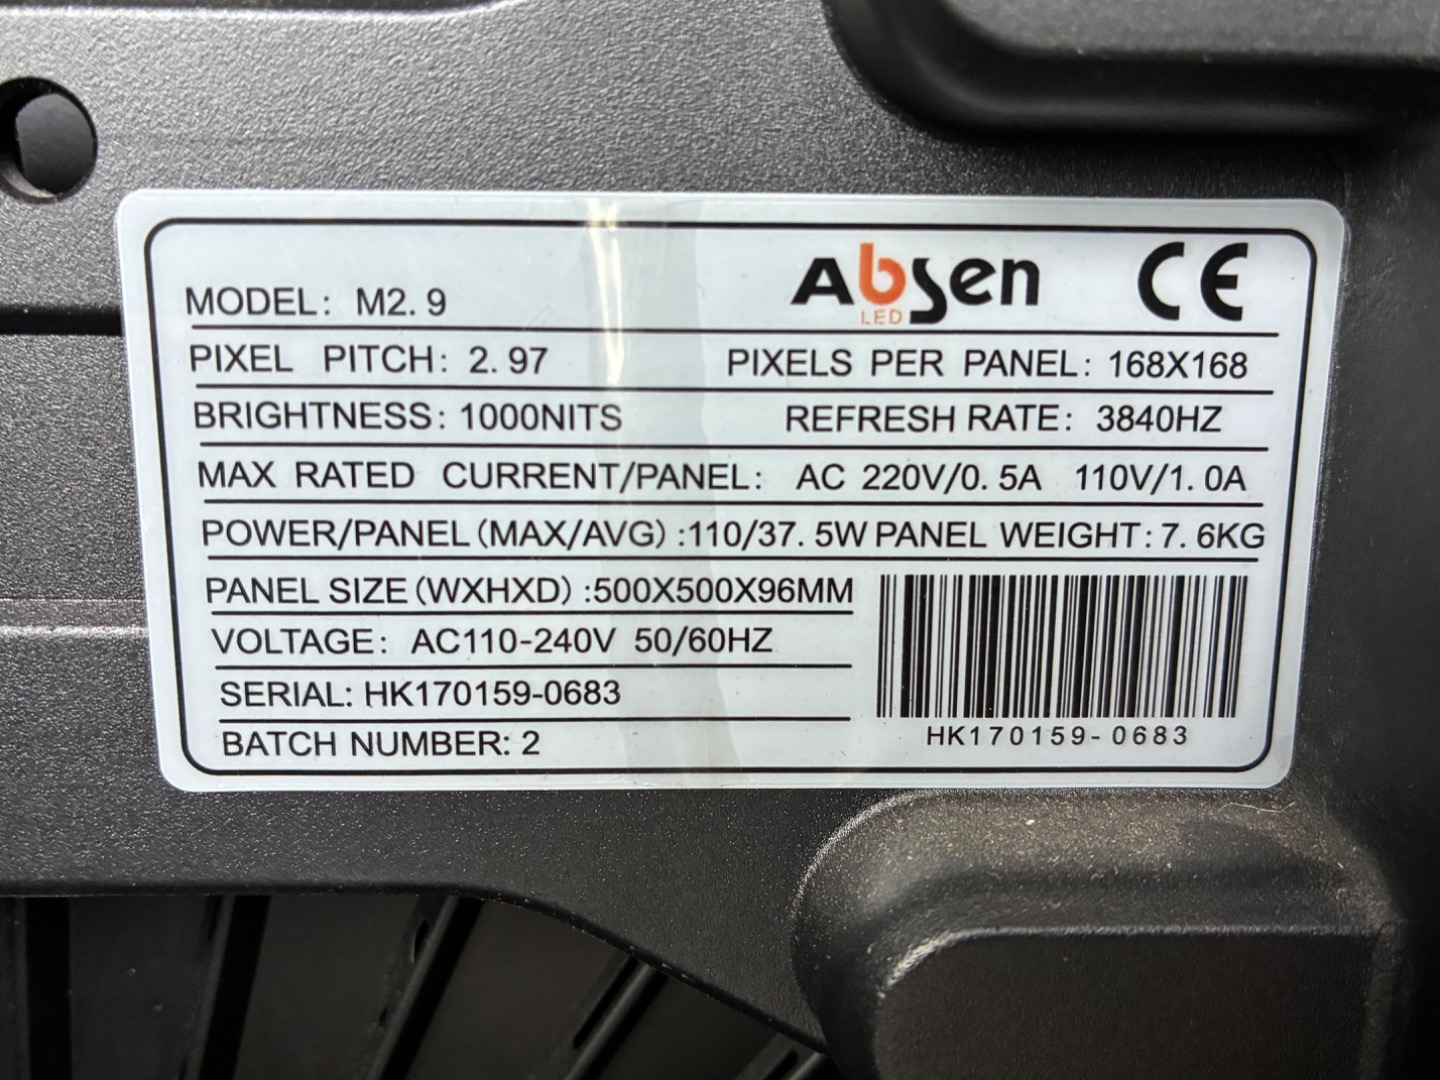 MODEL: M2.9 Absen LED CE
PIXEL PITCH: 2.97 PIXELS PER PANEL: 168X168
BRIGHTNESS: 1000NITS REFRESH RATE: 3840HZ
MAX RATED CURRENT/PANEL: AC 220V/0.5A 110V/1.0A
POWER/PANEL(MAX/AVG):110/37.5W PANEL WEIGHT:7.6KG
PANEL SIZE(WXHXD):500X500X96MM
VOLTAGE: AC110-240V 50/60HZ
SERIAL: HK170159-0683
BATCH NUMBER: 2
HK170159-0683